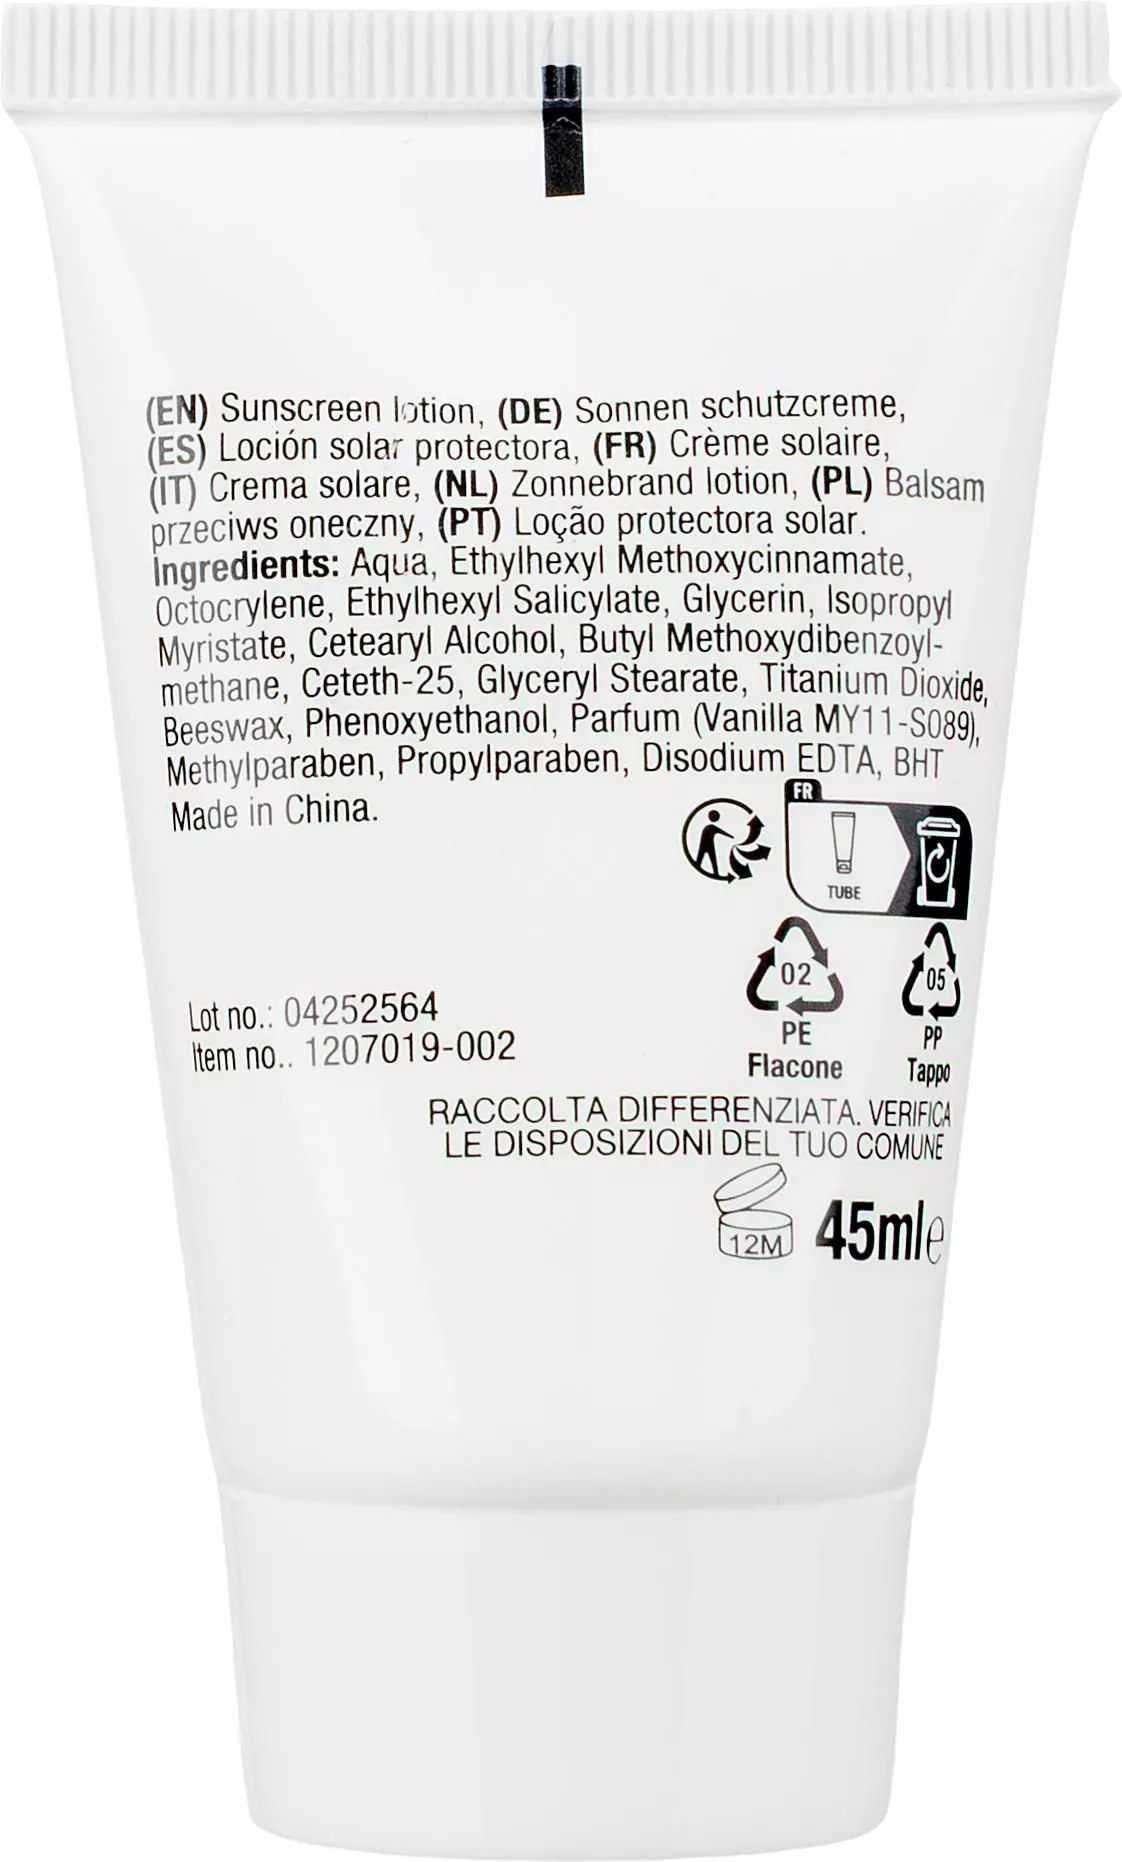 (EN) Sunscreen lotion, (DE) Sonnen schutzcreme,
(ES) Loción solar protectora, (FR) Crème solaire,
(IT) Crema solare, (NL) Zonnebrand lotion, (PL) Balsam
przeciws oneczny, (PT) Loção protectora solar.
Ingredients: Aqua, Ethylhexyl Methoxycinnamate,
Octocrylene, Ethylhexyl Salicylate, Glycerin, Isopropyl
Myristate, Cetearyl Alcohol, Butyl Methoxydibenzoyl-
methane, Ceteth-25, Glyceryl Stearate, Titanium Dioxide,
Beeswax, Phenoxyethanol, Parfum (Vanilla MY11-S089),
Methylparaben, Propylparaben, Disodium EDTA, BHT
Made in China.
FR
TUBE
02
PE
Flacone
05
PP
Tappo
Lot no.: 04252564
Item no.. 1207019-002
RACCOLTA DIFFERENZIATA. VERIFICA
LE DISPOSIZIONI DEL TUO COMUNE
12M
45ml e